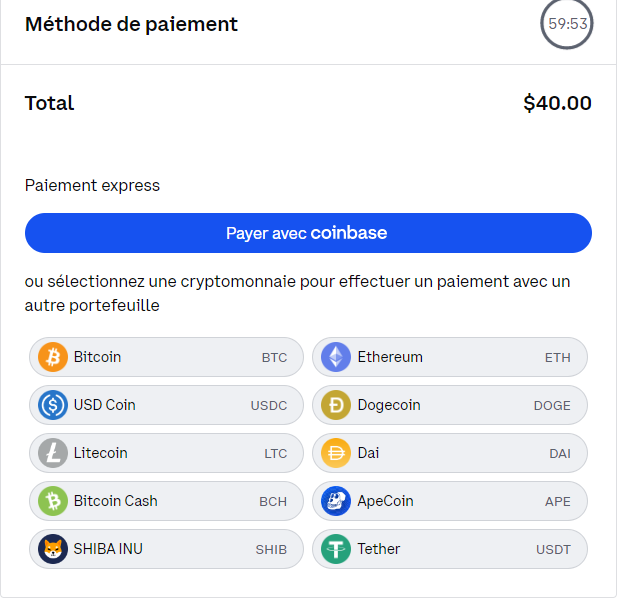 Méthode de paiement
59:53
Total
$40.00
Paiement express
Payer avec coinbase
ou sélectionnez une cryptomonnaie pour effectuer un paiement avec un
autre portefeuille
Bitcoin BTC
Ethereum ETH
USD Coin USDC
Dogecoin DOGE
Litecoin LTC
Dai DAI
Bitcoin Cash BCH
ApeCoin APE
SHIBA INU SHIB
Tether USDT